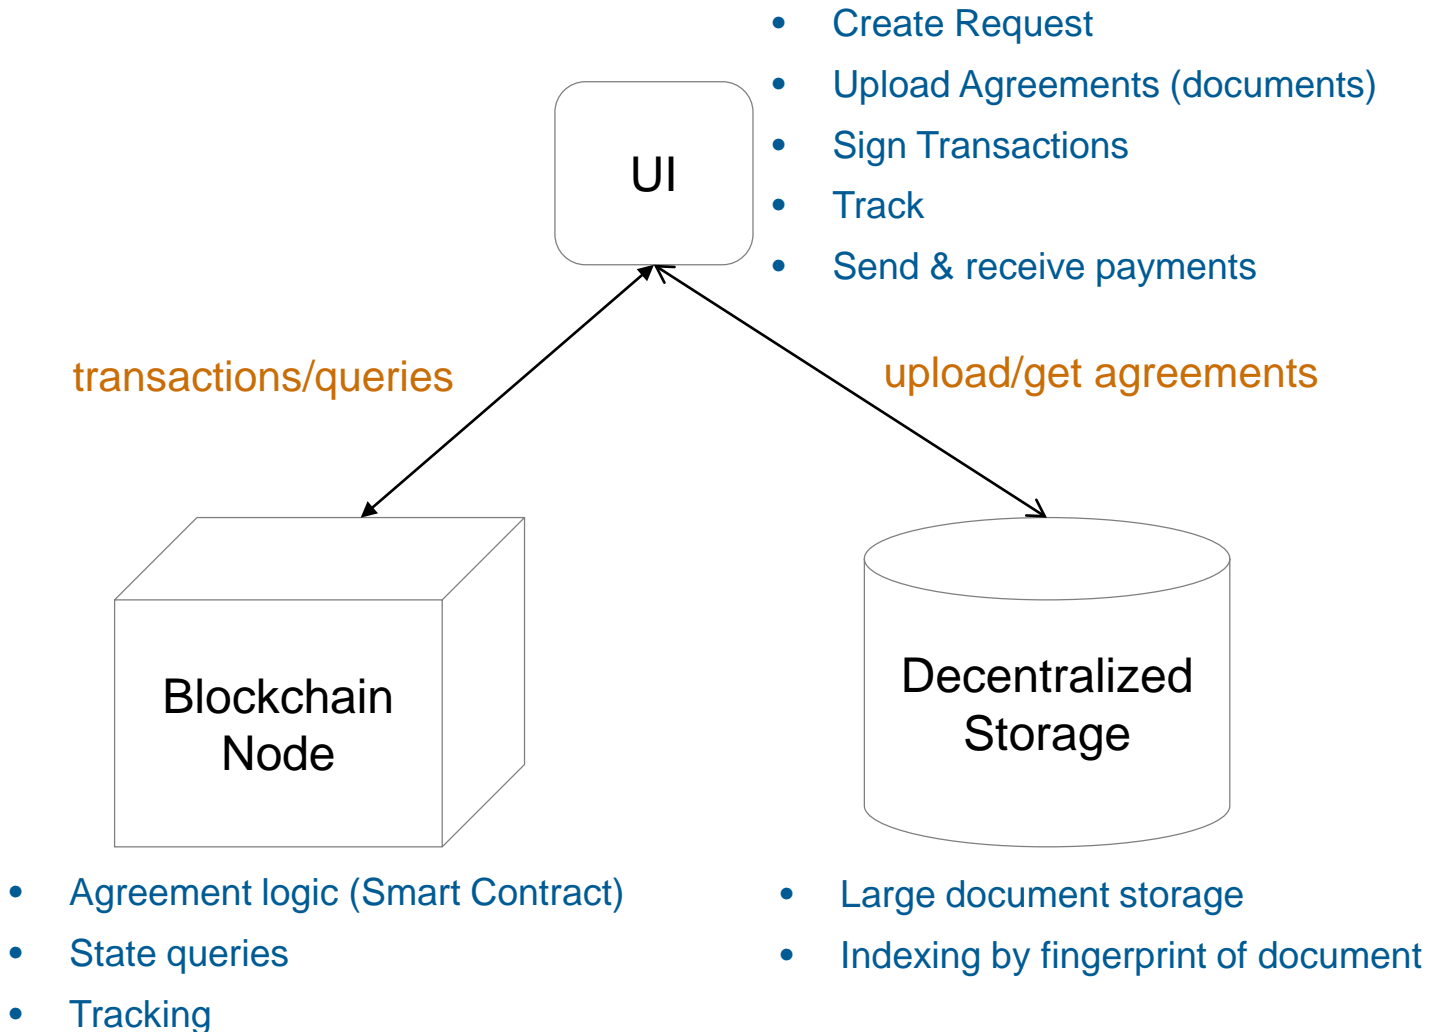 • Create Request
• Upload Agreements (documents)
• Sign Transactions
• Track
• Send & receive payments
UI
transactions/queries
upload/get agreements
Blockchain
Node
Decentralized
Storage
• Agreement logic (Smart Contract)
• State queries
• Tracking
• Large document storage
• Indexing by fingerprint of document